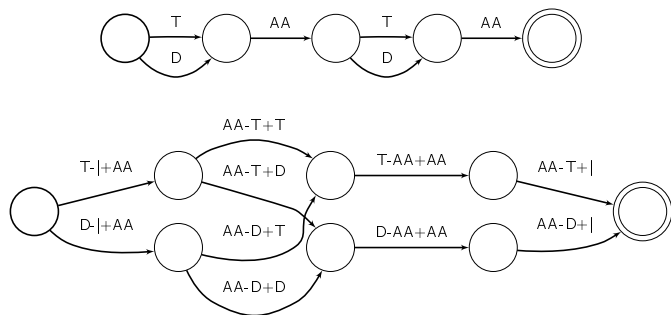 T AA T AA
D D
AA-T+T
T-|+AA AA-T+D T-AA+AA AA-T+|
D-|+AA AA-D+T D-AA+AA AA-D+|
AA-D+D